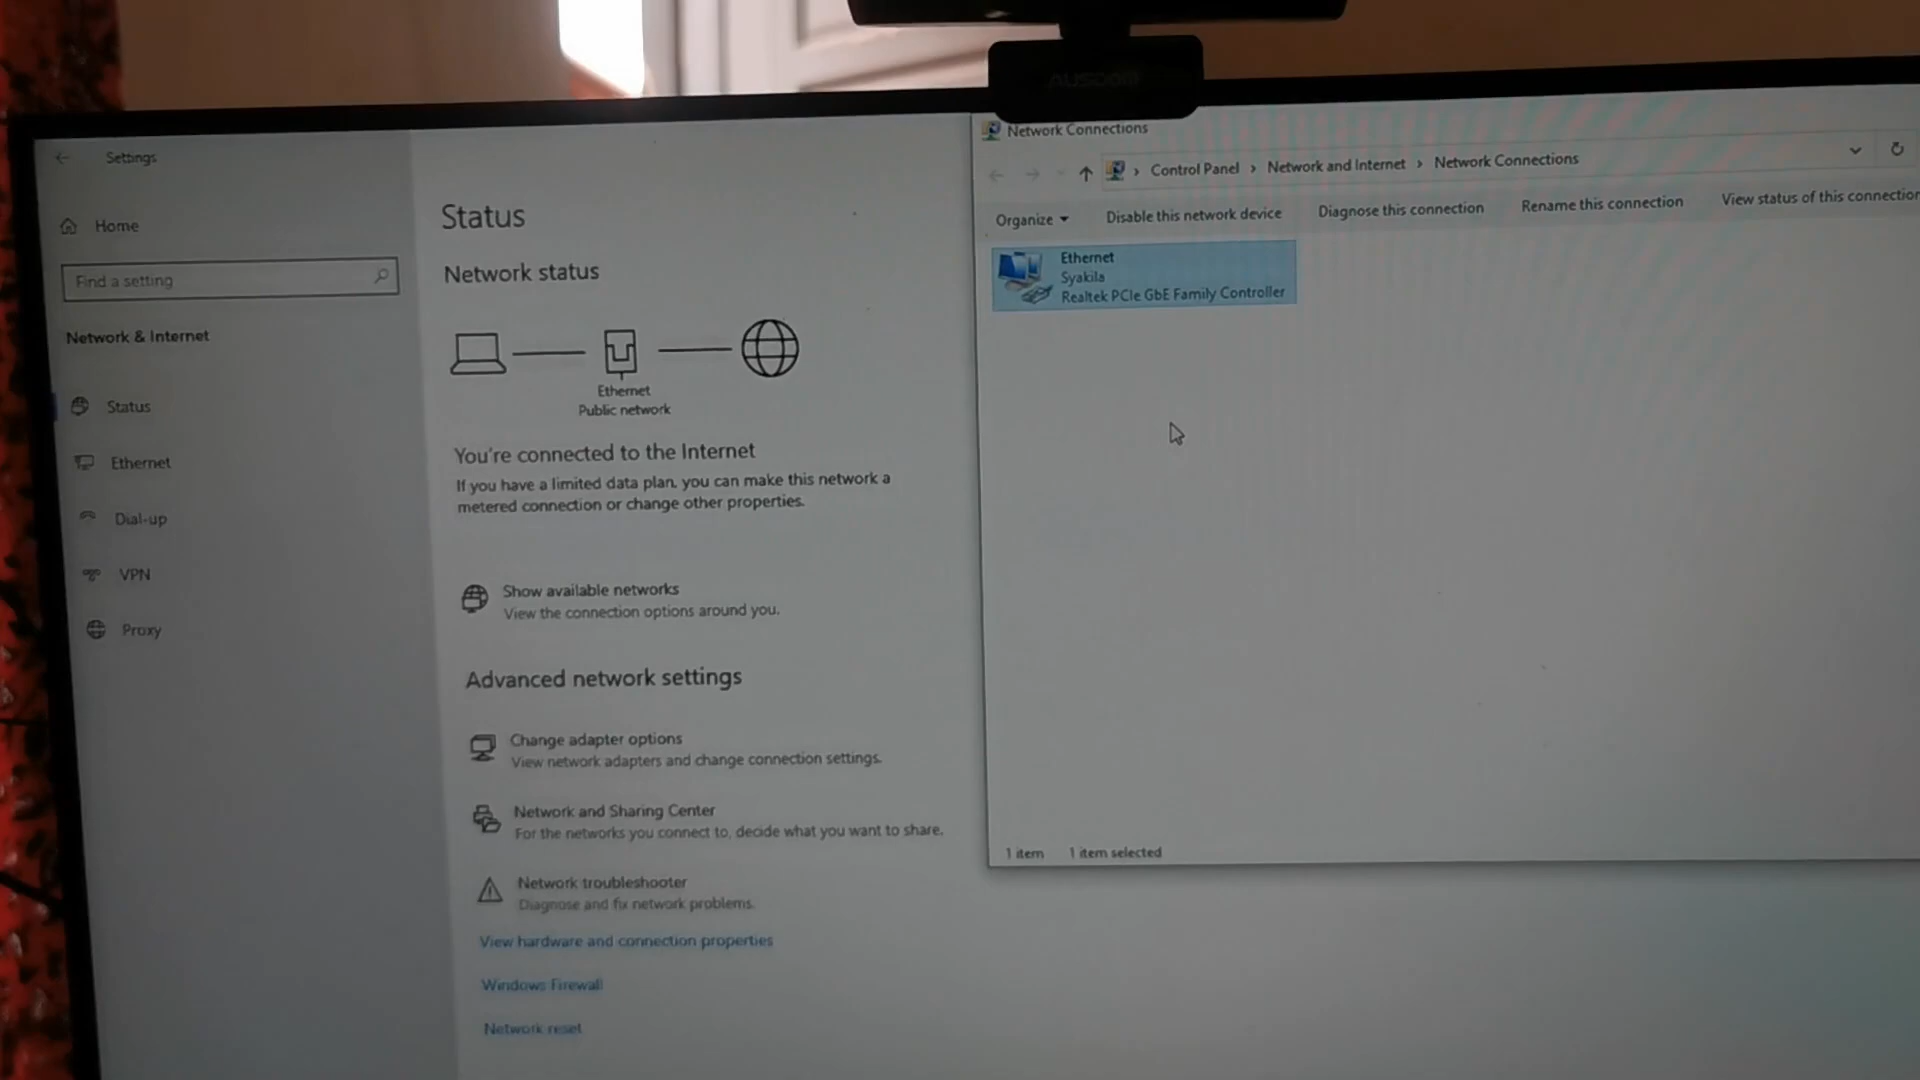 AUSDOM
Settings
Home
Find a setting
Network & Internet
Status
Ethernet
Dial-up
VPN
Proxy
Status
Network status
Ethernet
Public network
You're connected to the Internet
If you have a limited data plan, you can make this network a
metered connection or change other properties.
Show available networks
View the connection options around you.
Advanced network settings
Change adapter options
View network adapters and change connection settings.
Network and Sharing Center
For the networks you connect to, decide what you want to share.
Network troubleshooter
Diagnose and fix network problems.
View hardware and connection properties
Windows Firewall
Network reset
Network Connections
Control Panel › Network and Internet › Network Connections
Organize Disable this network device Diagnose this connection Rename this connection View status of this connection
Ethernet
Syakila
Realtek PCIe GbE Family Controller
1 item 1 item selected